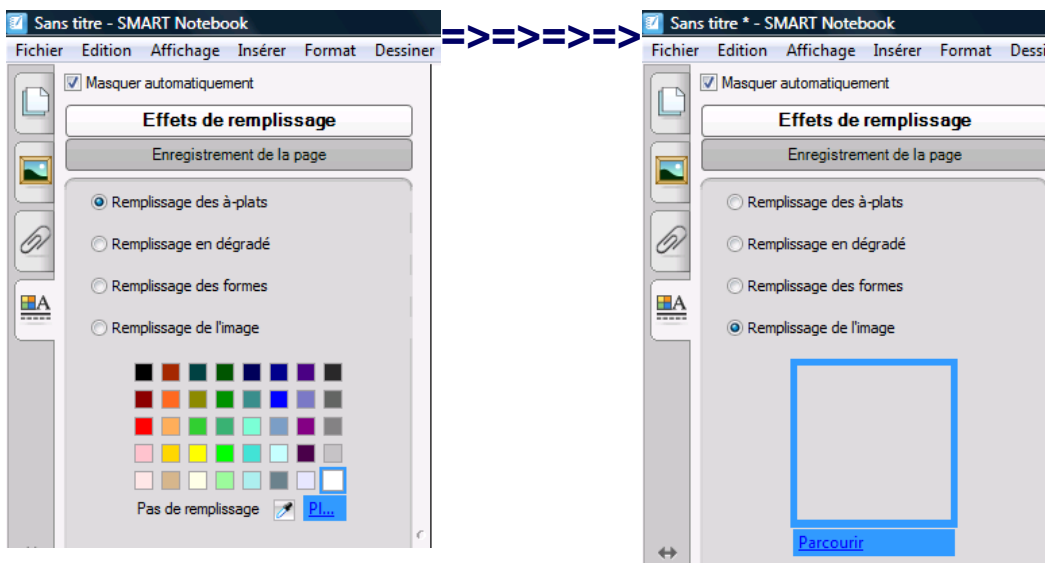 Sans titre - SMART Notebook
Fichier Edition Affichage Insérer Format Dessiner
Masquer automatiquement
Effets de remplissage
Enregistrement de la page
Remplissage des à-plats
Remplissage en dégradé
Remplissage des formes
Remplissage de l'image
A
Pas de remplissage Pl...
=>=>=>=>
Sans titre * - SMART Notebook
Fichier Edition Affichage Insérer Format Dessi
Masquer automatiquement
Effets de remplissage
Enregistrement de la page
Remplissage des à-plats
Remplissage en dégradé
Remplissage des formes
Remplissage de l'image
A
Parcourir